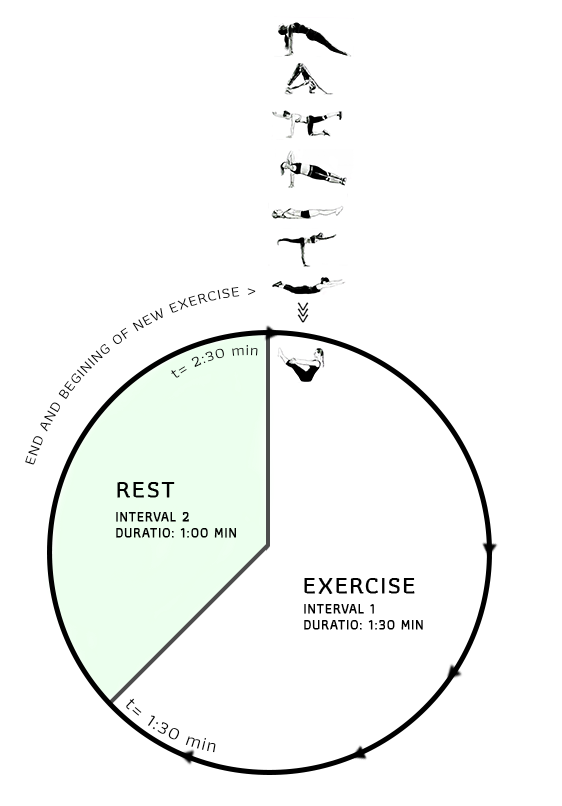 END AND BEGINING OF NEW EXERCISE >
t= 2:30 min
REST
INTERVAL 2
DURATIO: 1:00 MIN
EXERCISE
INTERVAL 1
DURATIO: 1:30 MIN
t= 1:30 min